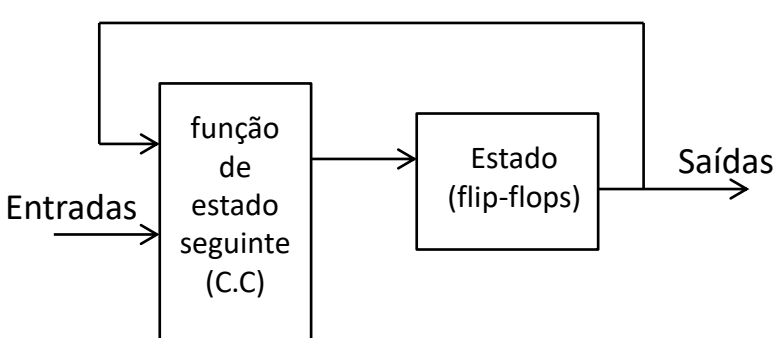 Entradas
função
de
estado
seguinte
(C.C)
Estado
(flip-flops)
Saídas